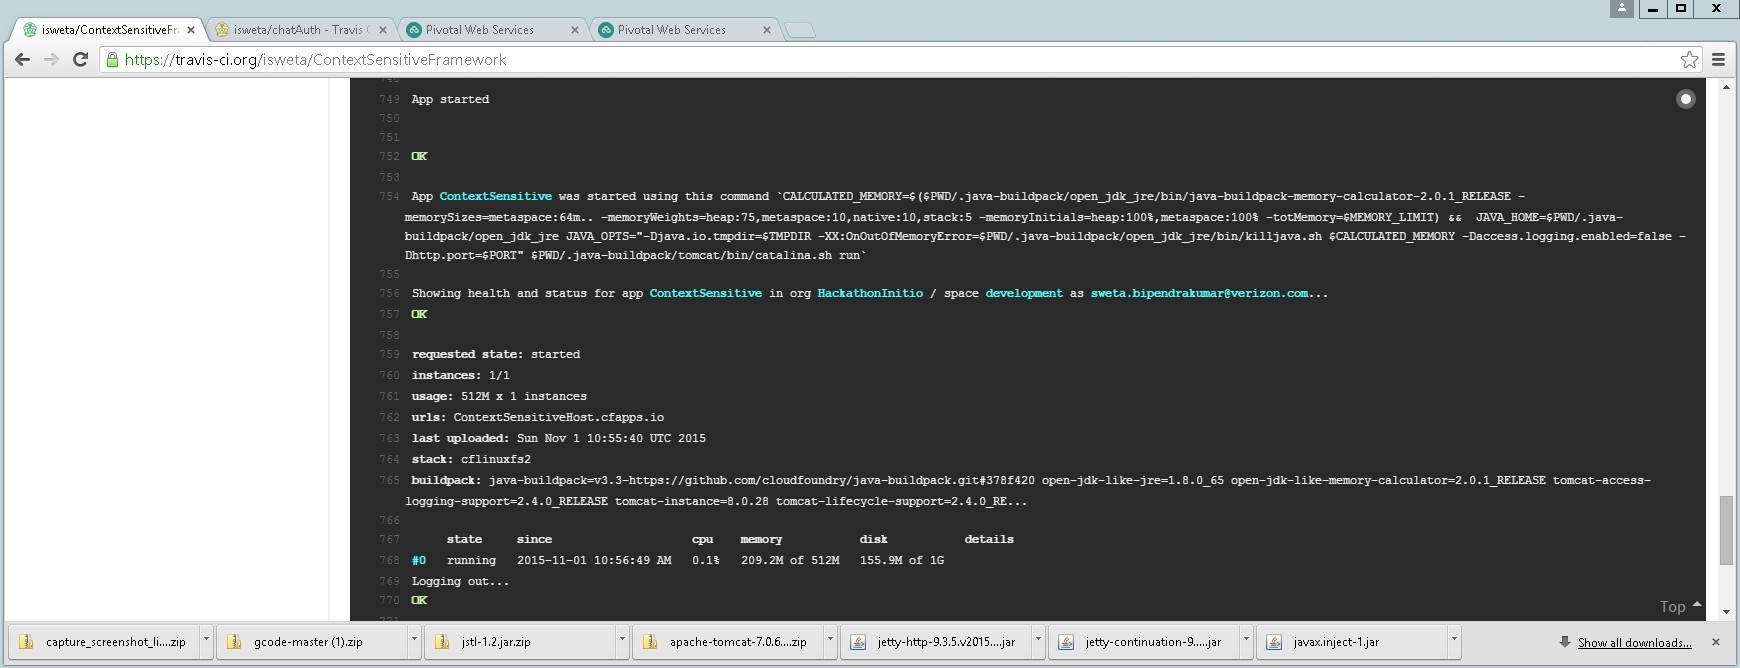 isweta/ContextSensitiveFr
isweta/chatAuth - Travis C
Pivotal Web Services
Pivotal Web Services
https://travis-ci.org/isweta/ContextSensitiveFramework
748
749 App started
750
751
752 OK
753
754 App ContextSensitive was started using this command `CALCULATED_MEMORY=$($PWD/.java-buildpack/open_jdk_jre/bin/java-buildpack-memory-calculator-2.0.1_RELEASE -
memorySizes=metaspace:64m.. -memoryWeights=heap:75,metaspace:10,native:10,stack:5 -memoryInitials=heap:100%,metaspace:100% -totMemory=$MEMORY_LIMIT) && JAVA_HOME=$PWD/.java-
buildpack/open_jdk_jre JAVA_OPTS="-Djava.io.tmpdir=$TMPDIR -XX:OnOutOfMemoryError=$PWD/.java-buildpack/open_jdk_jre/bin/killjava.sh $CALCULATED_MEMORY -Daccess.logging.enabled=false -
Dhttp.port=$PORT" $PWD/.java-buildpack/tomcat/bin/catalina.sh run`
755
756 Showing health and status for app ContextSensitive in org HackathonInitio / space development as sweta.bipendrakumar@verizon.com...
757 OK
758
759 requested state: started
760 instances: 1/1
761 usage: 512M x 1 instances
762 urls: ContextSensitiveHost.cfapps.io
763 last uploaded: Sun Nov 1 10:55:40 UTC 2015
764 stack: cflinuxfs2
765 buildpack: java-buildpack=v3.3-https://github.com/cloudfoundry/java-buildpack.git#378f420 open-jdk-like-jre=1.8.0_65 open-jdk-like-memory-calculator=2.0.1_RELEASE tomcat-access-
logging-support=2.4.0_RELEASE tomcat-instance=8.0.28 tomcat-lifecycle-support=2.4.0_RE...
766
767 state since cpu memory disk details
768 #0 running 2015-11-01 10:56:49 AM 0.1% 209.2M of 512M 155.9M of 1G
769 Logging out...
770 OK
771
Top
capture_screenshot_li....zip
gcode-master (1).zip
jstl-1.2.jar.zip
apache-tomcat-7.0.6....zip
jetty-http-9.3.5.v2015....jar
jetty-continuation-9....jar
javax.inject-1.jar
Show all downloads...